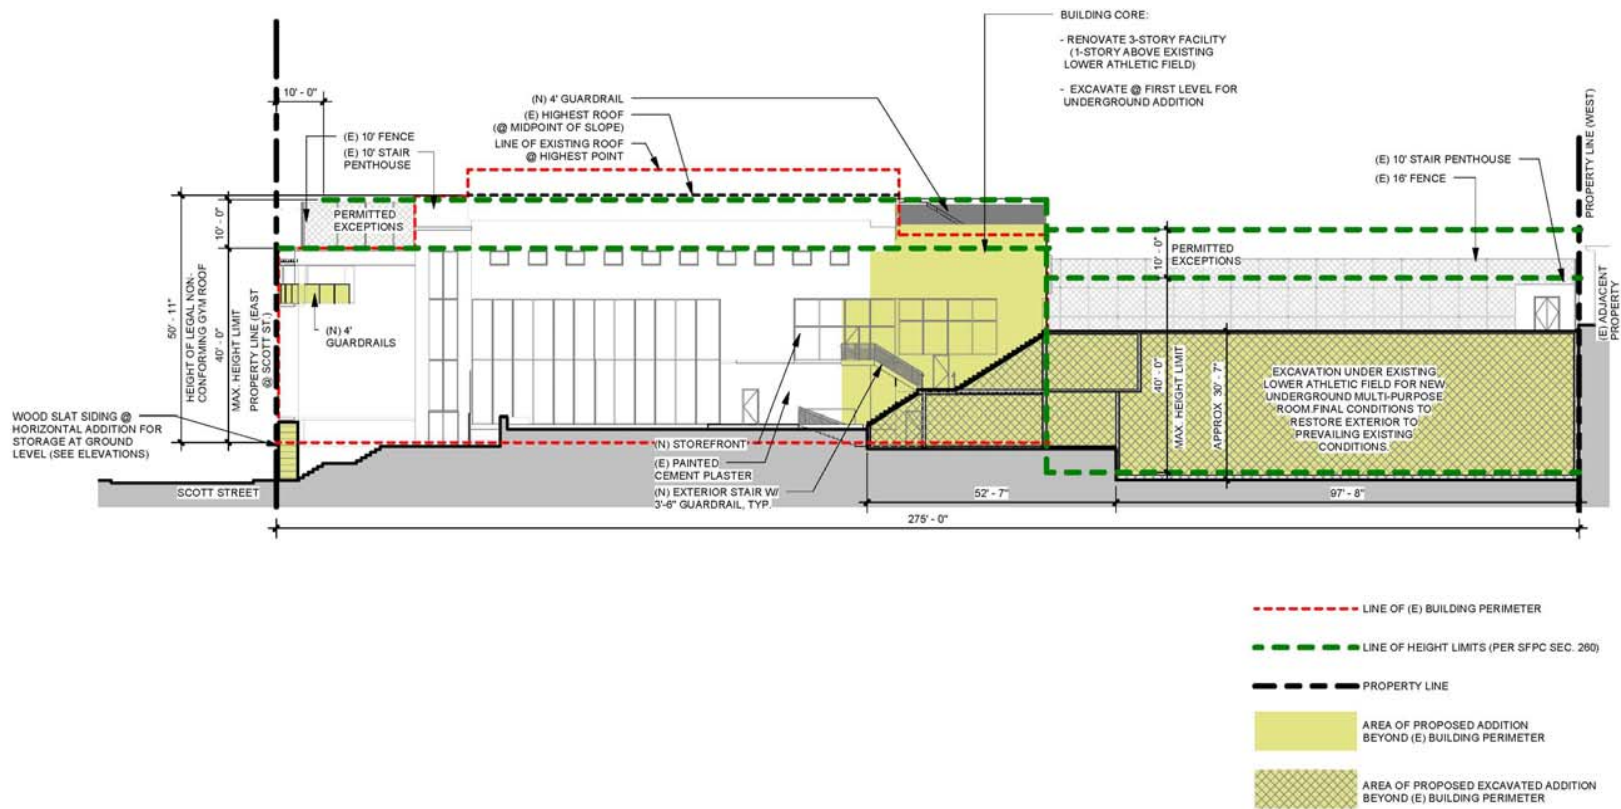 BUILDING CORE:
- RENOVATE 3-STORY FACILITY
(1-STORY ABOVE EXISTING
LOWER ATHLETIC FIELD)
- EXCAVATE @ FIRST LEVEL FOR
UNDERGROUND ADDITION
10' - 0"
(N) 4' GUARDRAIL
(E) HIGHEST ROOF
(@ MIDPOINT OF SLOPE)
LINE OF EXISTING ROOF
@ HIGHEST POINT
(E) 10' FENCE
(E) 10' STAIR
PENTHOUSE
PROPERTY LINE (WEST)
(E) 10' STAIR PENTHOUSE
(E) 16' FENCE
PERMITTED
EXCEPTIONS
10' - 0"
PERMITTED
EXCEPTIONS
10' - 0"
50' - 11"
HEIGHT OF LEGAL NON-
CONFORMING GYM ROOF
40' - 0"
MAX. HEIGHT LIMIT
PROPERTY LINE (EAST
@ SCOTT ST.)
(N) 4'
GUARDRAILS
(E) ADJACENT
PROPERTY
40' - 0"
MAX. HEIGHT LIMIT
APPROX. 30' - 7"
EXCAVATION UNDER EXISTING
LOWER ATHLETIC FIELD FOR NEW
UNDERGROUND MULTI-PURPOSE
ROOM.FINAL CONDITIONS TO
RESTORE EXTERIOR TO
PREVAILING EXISTING
CONDITIONS.
WOOD SLAT SIDING @
HORIZONTAL ADDITION FOR
STORAGE AT GROUND
LEVEL (SEE ELEVATIONS)
(N) STOREFRONT
(E) PAINTED
CEMENT PLASTER
(N) EXTERIOR STAIR W/
3'-6" GUARDRAIL, TYP.
SCOTT STREET
52' - 7"
97' - 8"
275' - 0"
LINE OF (E) BUILDING PERIMETER
LINE OF HEIGHT LIMITS (PER SFPC SEC. 260)
PROPERTY LINE
AREA OF PROPOSED ADDITION
BEYOND (E) BUILDING PERIMETER
AREA OF PROPOSED EXCAVATED ADDITION
BEYOND (E) BUILDING PERIMETER